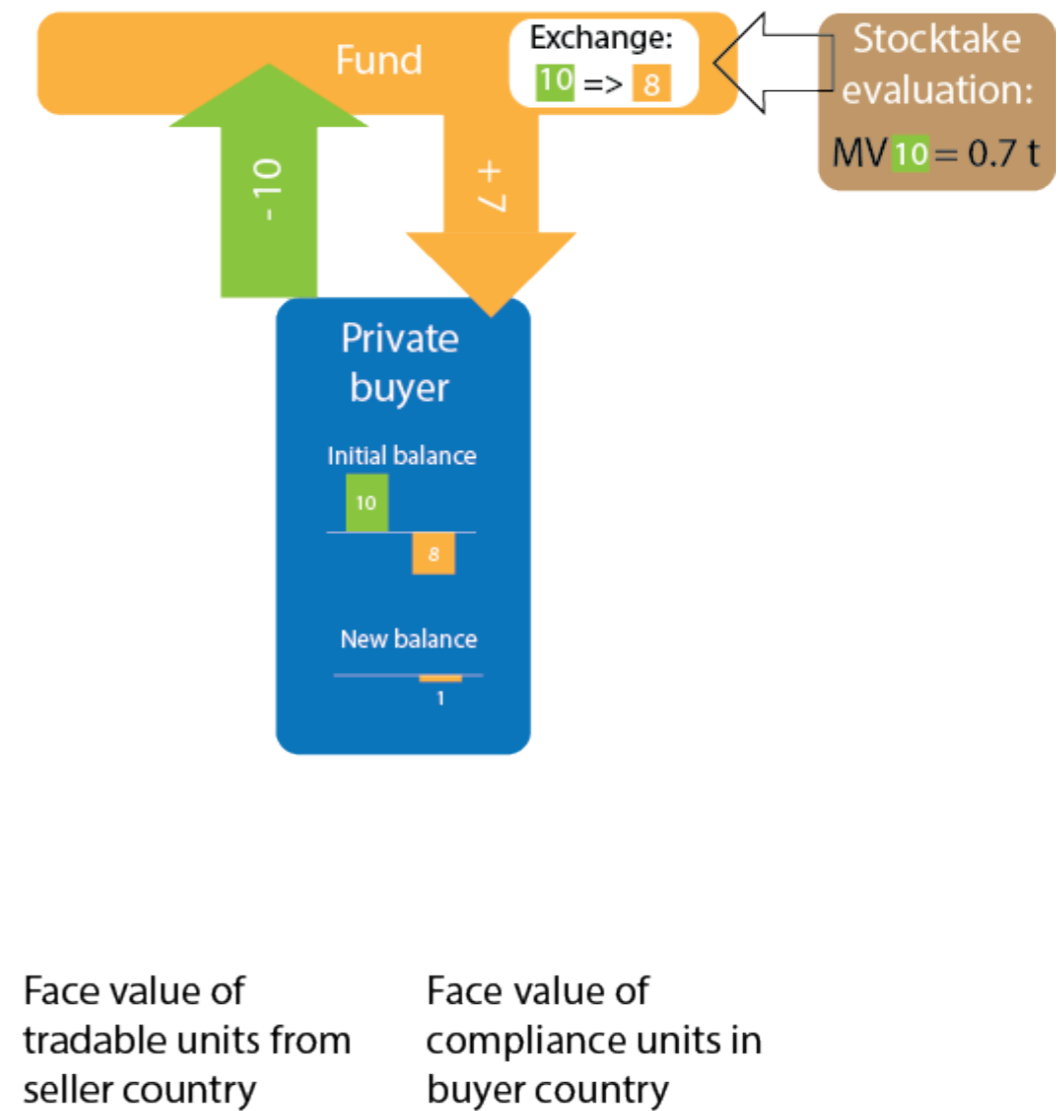 Fund
Exchange:
10 => 8
Stocktake
evaluation:
MV 10 = 0.7 t
- 10
+ 7
Private
buyer
Initial balance
10
8
New balance
1
Face value of
tradable units from
seller country
Face value of
compliance units in
buyer country